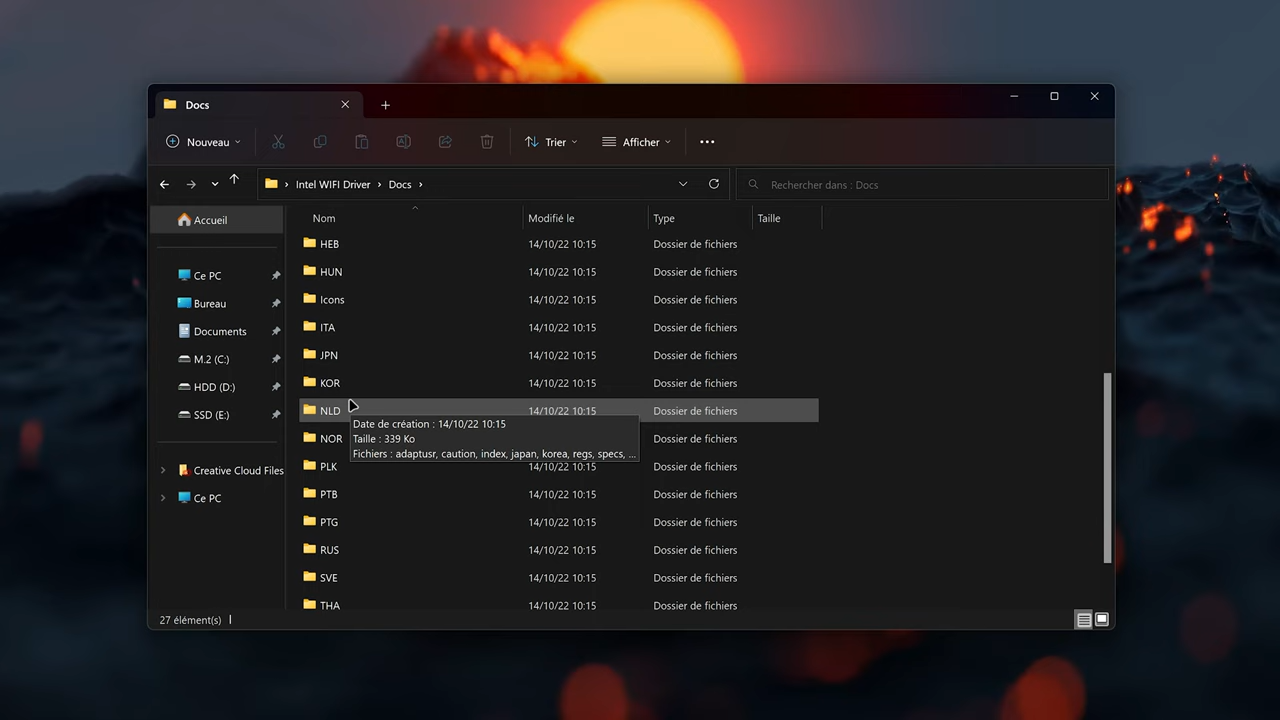 Docs
Nouveau
Trier
Afficher
Intel WIFI Driver > Docs >
Rechercher dans : Docs
Nom Modifié le Type Taille
Accueil
Ce PC
Bureau
Documents
M.2 (C:)
HDD (D:)
SSD (E:)
Creative Cloud Files
Ce PC
HEB 14/10/22 10:15 Dossier de fichiers
HUN 14/10/22 10:15 Dossier de fichiers
Icons 14/10/22 10:15 Dossier de fichiers
ITA 14/10/22 10:15 Dossier de fichiers
JPN 14/10/22 10:15 Dossier de fichiers
KOR 14/10/22 10:15 Dossier de fichiers
NLD 14/10/22 10:15 Dossier de fichiers
Date de création : 14/10/22 10:15
Taille : 339 Ko
Fichiers : adaptusr, caution, index, japan, korea, regs, specs, ...
NOR Dossier de fichiers
PLK 14/10/22 10:15 Dossier de fichiers
PTB 14/10/22 10:15 Dossier de fichiers
PTG 14/10/22 10:15 Dossier de fichiers
RUS 14/10/22 10:15 Dossier de fichiers
SVE 14/10/22 10:15 Dossier de fichiers
THA 14/10/22 10:15 Dossier de fichiers
27 élément(s)